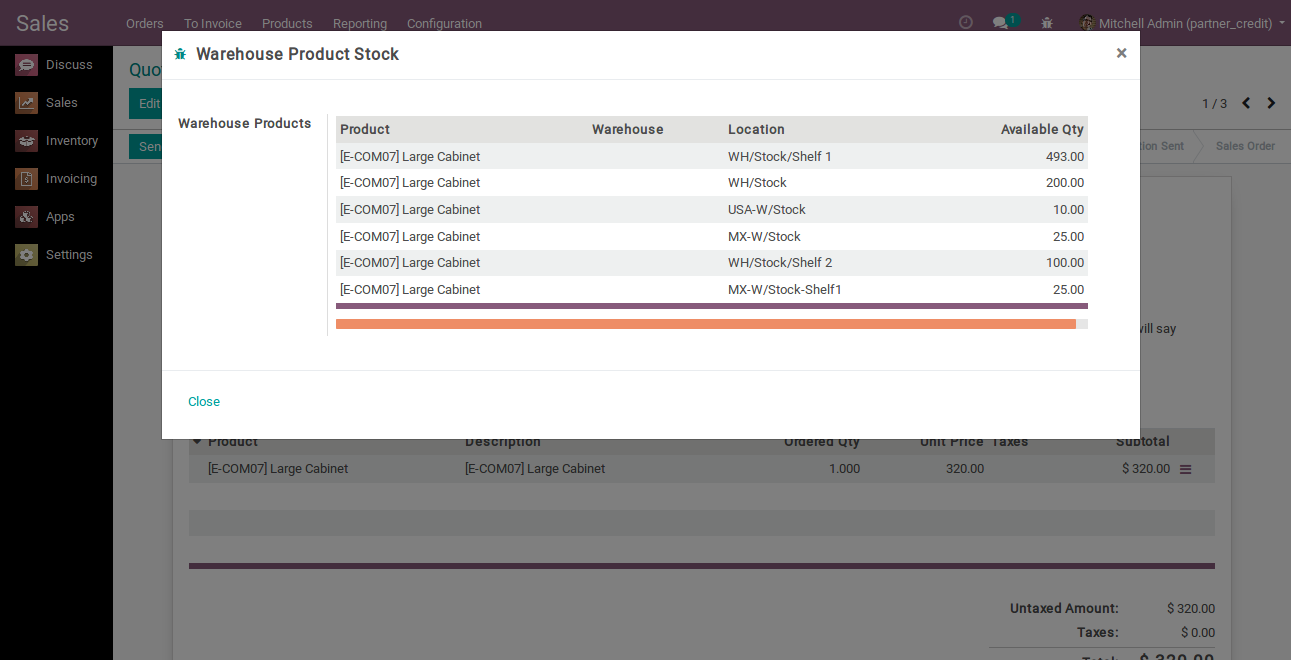 Sales Orders To Invoice Products Reporting Configuration 1 Mitchell Admin (partner_credit)
Discuss
Sales
Inventory
Invoicing
Apps
Settings
Quo
Edit
Sen
1 / 3
tion Sent Sales Order
Warehouse Product Stock ×
Warehouse Products
Product Warehouse Location Available Qty
[E-COM07] Large Cabinet WH/Stock/Shelf 1 493.00
[E-COM07] Large Cabinet WH/Stock 200.00
[E-COM07] Large Cabinet USA-W/Stock 10.00
[E-COM07] Large Cabinet MX-W/Stock 25.00
[E-COM07] Large Cabinet WH/Stock/Shelf 2 100.00
[E-COM07] Large Cabinet MX-W/Stock-Shelf1 25.00
Close
will say
Product Description Ordered Qty Unit Price Taxes Subtotal
[E-COM07] Large Cabinet [E-COM07] Large Cabinet 1.000 320.00 $ 320.00
Untaxed Amount: $ 320.00
Taxes: $ 0.00
Total: $ 320.00